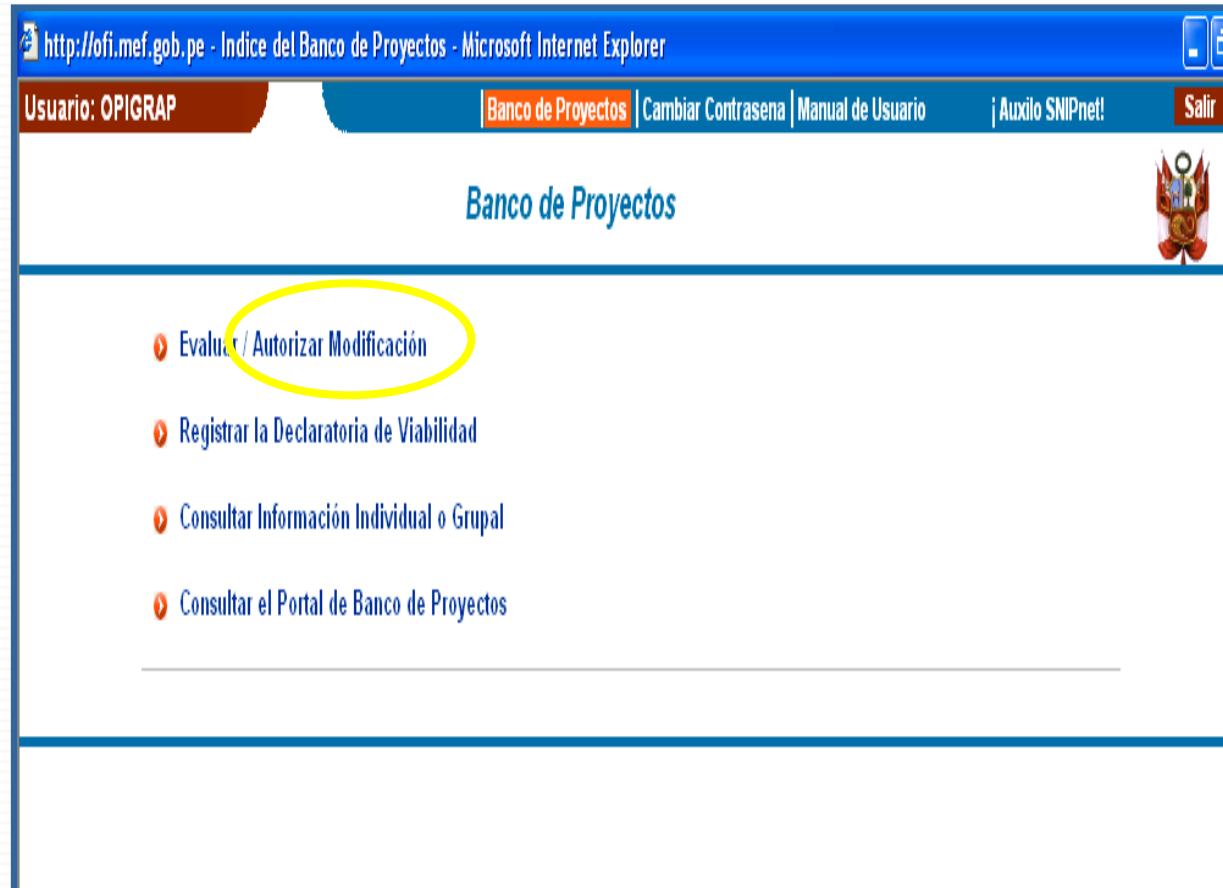 http://ofi.mef.gob.pe - Indice del Banco de Proyectos - Microsoft Internet Explorer
Usuario: OPIGRAP |Banco de Proyectos |Cambiar Contrasena |Manual de Usuario ¡Auxilo SNIPnet! Salir
Banco de Proyectos
Evaluar / Autorizar Modificación
Registrar la Declaratoria de Viabilidad
Consultar Información Individual o Grupal
Consultar el Portal de Banco de Proyectos